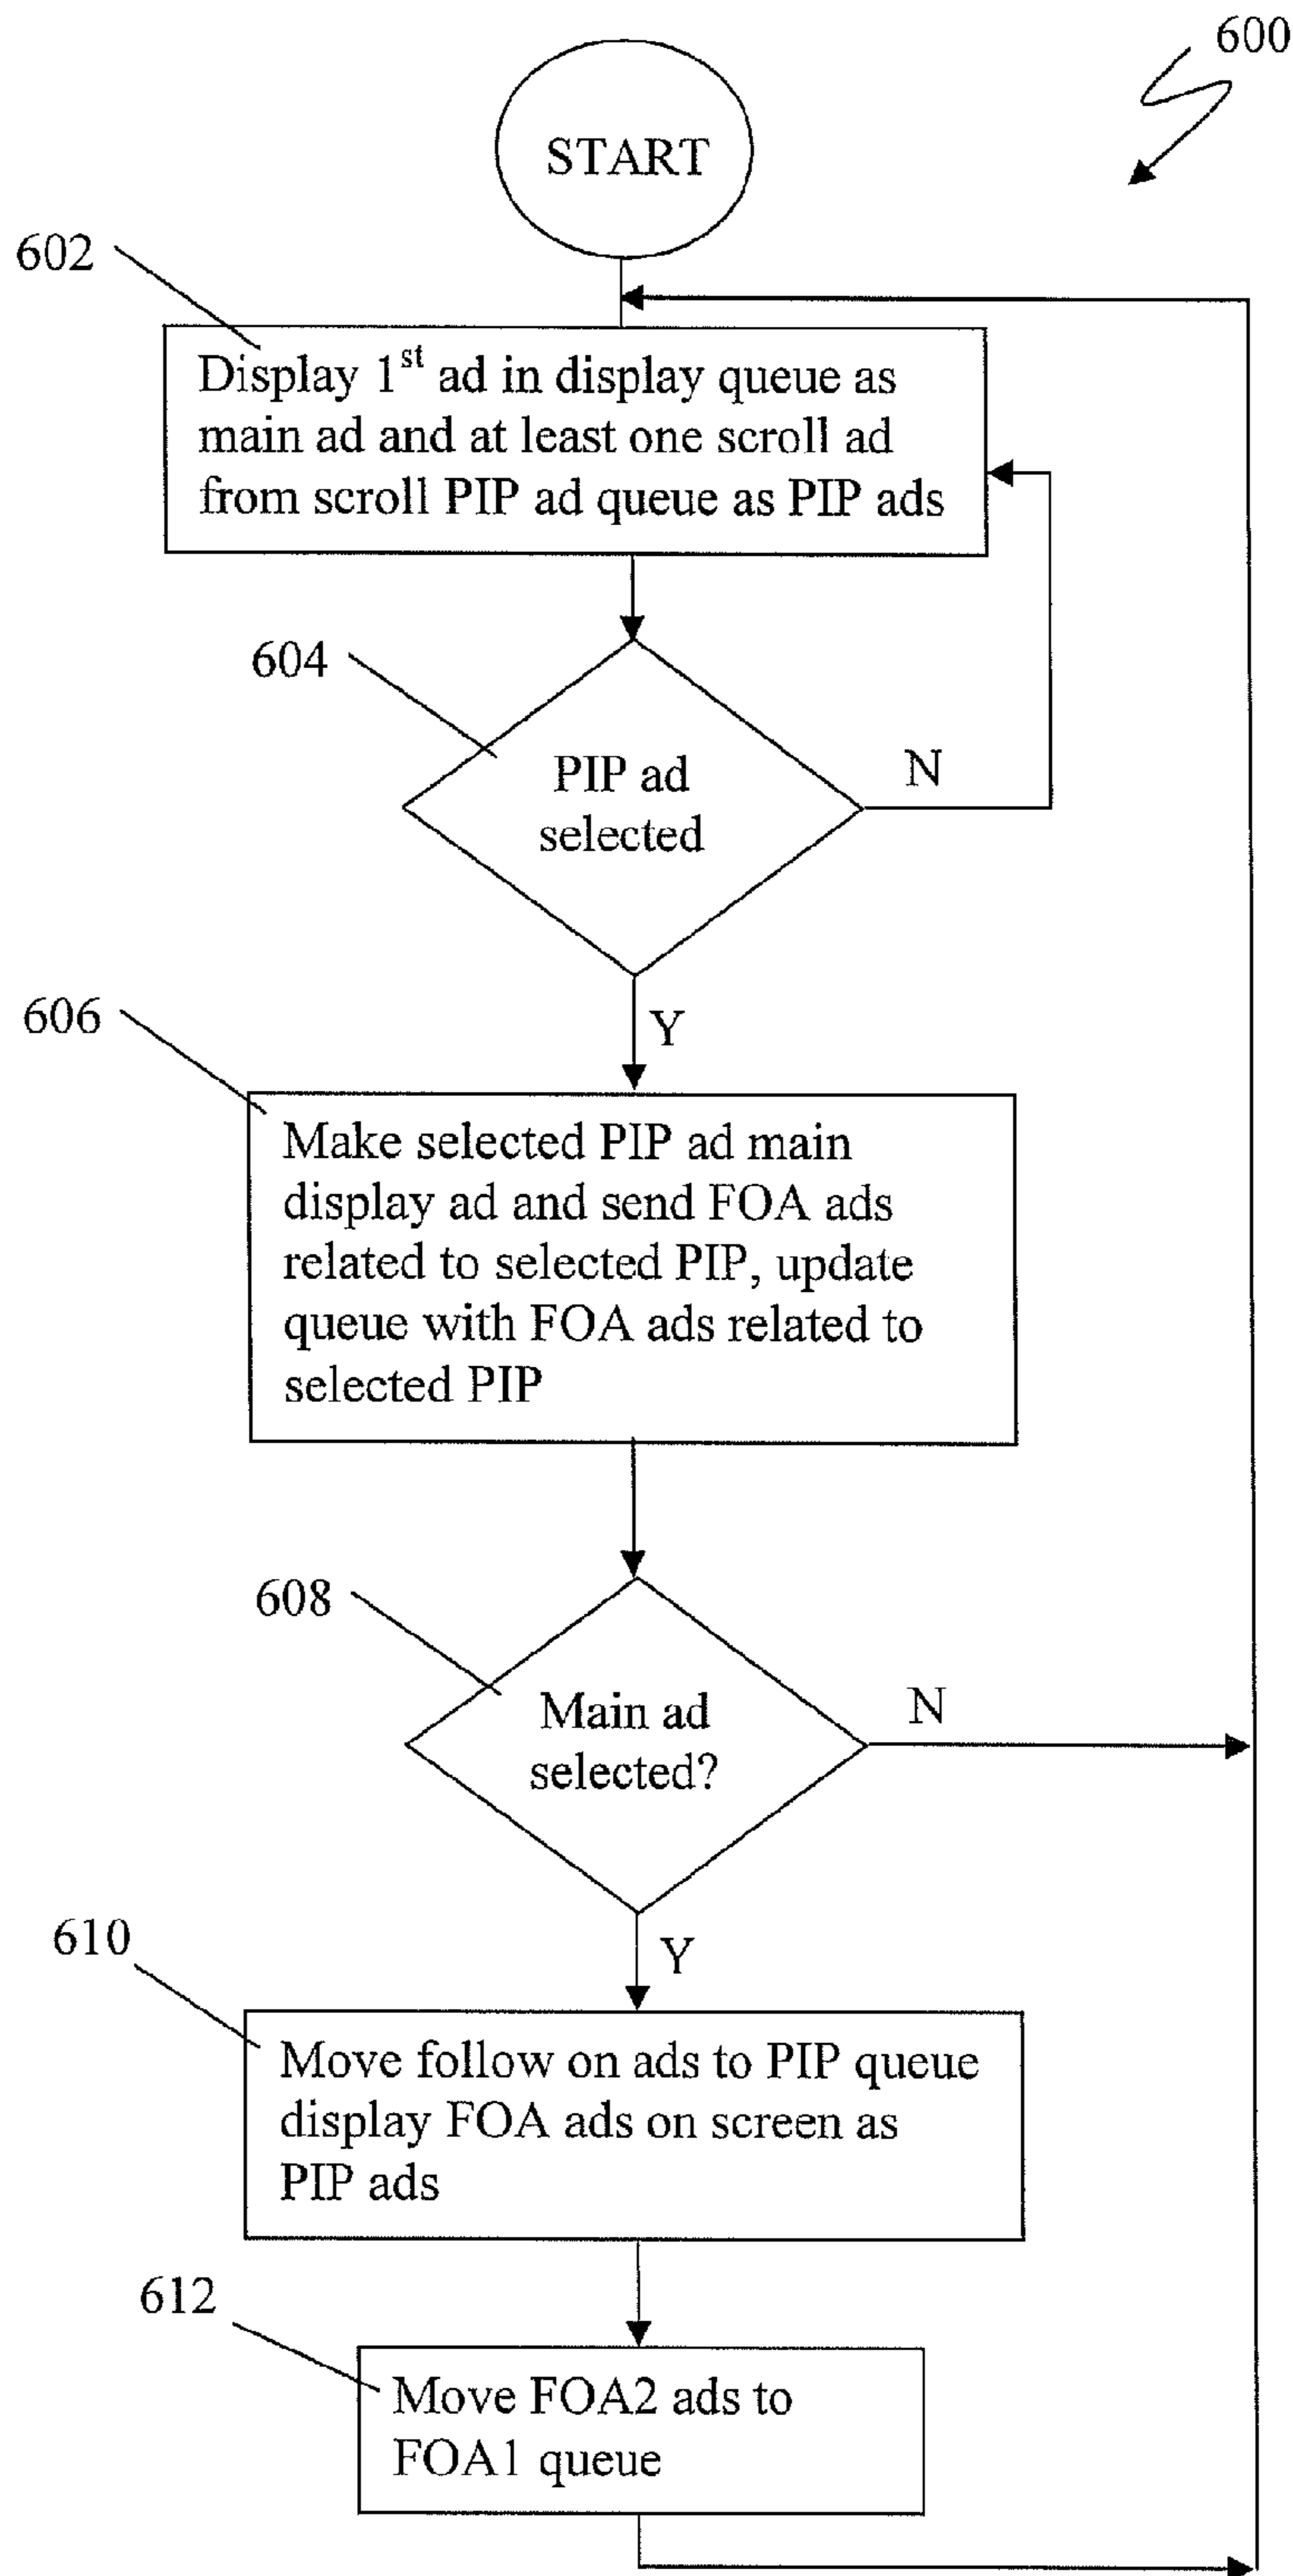 600
START
602
Display 1st ad in display queue as
main ad and at least one scroll ad
from scroll PIP ad queue as PIP ads
604
PIP ad
selected
N
Y
606
Make selected PIP ad main
display ad and send FOA ads
related to selected PIP, update
queue with FOA ads related to
selected PIP
608
Main ad
selected?
N
Y
610
Move follow on ads to PIP queue
display FOA ads on screen as
PIP ads
612
Move FOA2 ads to
FOA1 queue